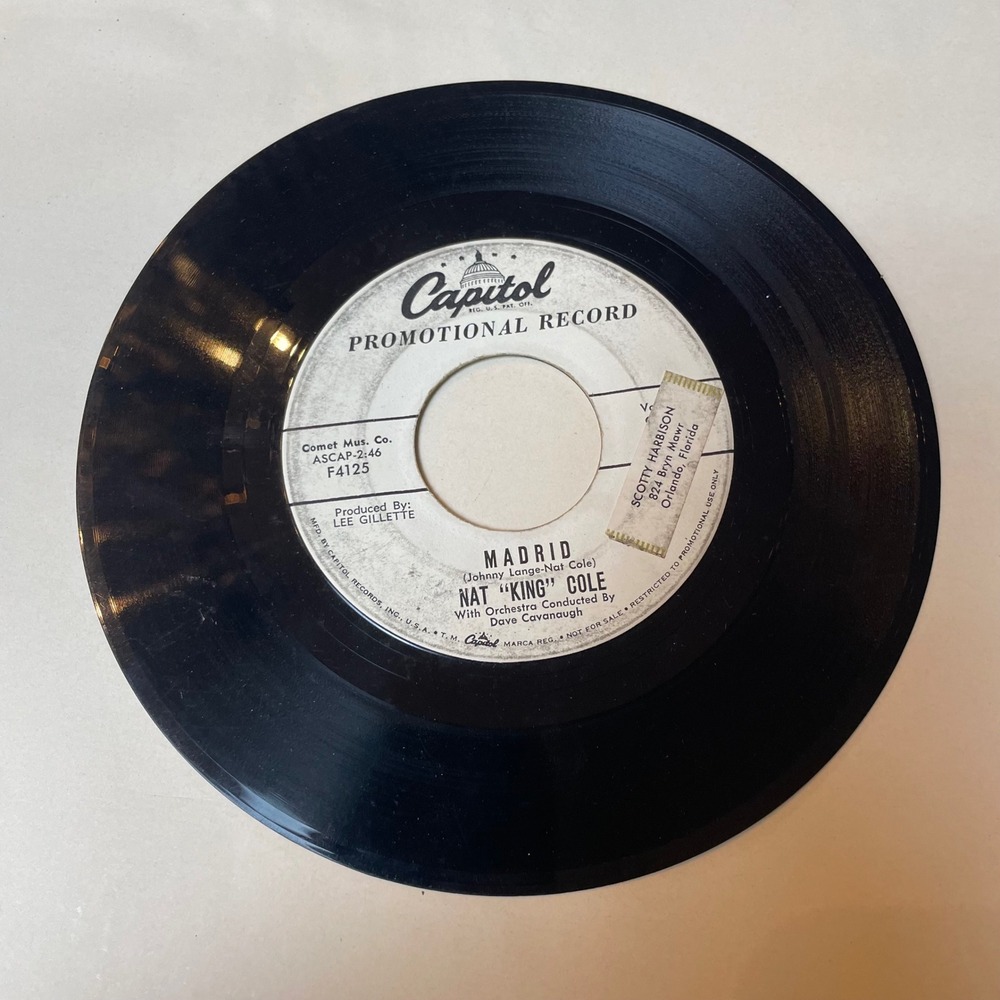 Capitol
REG. U.S. PAT. OFF.
PROMOTIONAL RECORD
Comet Mus. Co.
ASCAP-2:46
F4125
Produced By:
LEE GILLETTE
SCOTTY HARBISON
824 Bryn Mawr
Orlando, Florida
MADRID
(Johnny Lange-Nat Cole)
NAT "KING" COLE
With Orchestra Conducted By
Dave Cavanaugh
MFD. BY CAPITOL RECORDS, INC., U.S.A. • T.M. Capitol MARCA REG. • NOT FOR SALE • RESTRICTED TO PROMOTIONAL USE ONLY